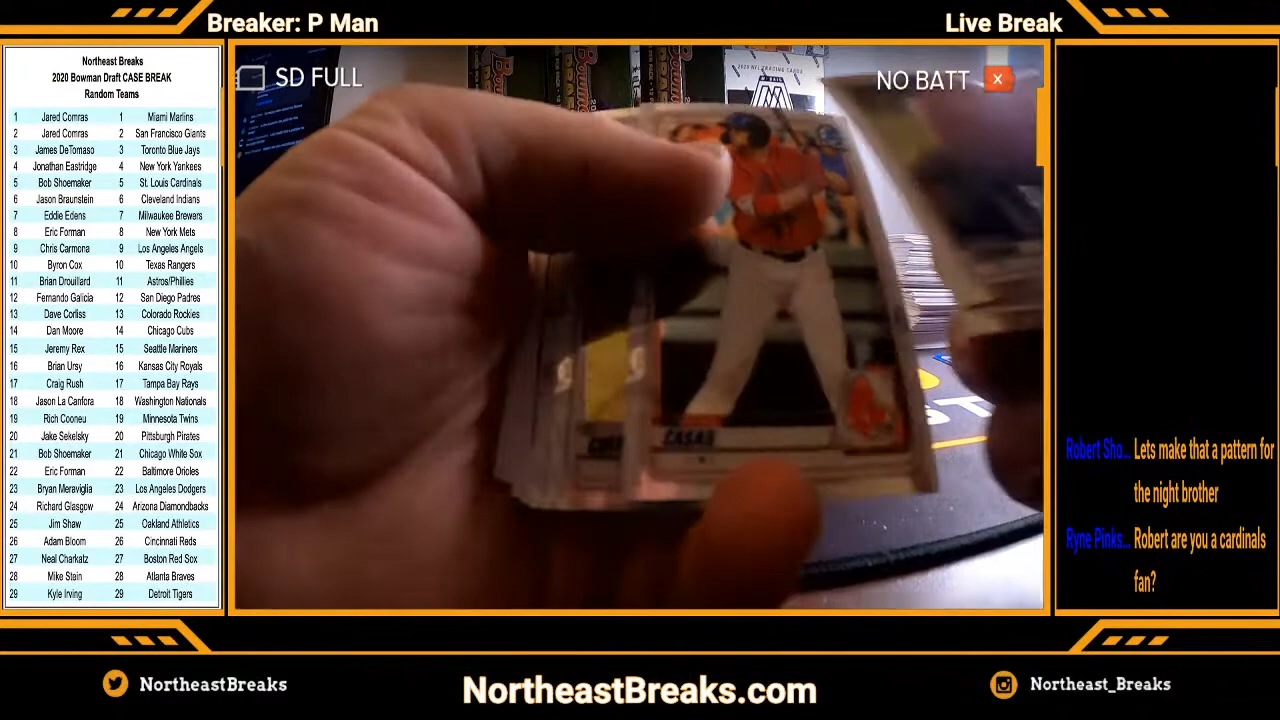 Breaker: P Man
Live Break
Northeast Breaks
2020 Bowman Draft CASE BREAK
Random Teams
1 Jared Comras 1 Miami Marlins
2 Jared Comras 2 San Francisco Giants
3 James DeTomaso 3 Toronto Blue Jays
4 Jonathan Eastridge 4 New York Yankees
5 Bob Shoemaker 5 St. Louis Cardinals
6 Jason Braunstein 6 Cleveland Indians
7 Eddie Edens 7 Milwaukee Brewers
8 Eric Forman 8 New York Mets
9 Chris Carmona 9 Los Angeles Angels
10 Byron Cox 10 Texas Rangers
11 Brian Drouillard 11 Astros/Phillies
12 Fernando Galicia 12 San Diego Padres
13 Dave Corliss 13 Colorado Rockies
14 Dan Moore 14 Chicago Cubs
15 Jeremy Rex 15 Seattle Mariners
16 Brian Ursy 16 Kansas City Royals
17 Craig Rush 17 Tampa Bay Rays
18 Jason La Canfora 18 Washington Nationals
19 Rich Cooneu 19 Minnesota Twins
20 Jake Sekelsky 20 Pittsburgh Pirates
21 Bob Shoemaker 21 Chicago White Sox
22 Eric Forman 22 Baltimore Orioles
23 Bryan Meraviglia 23 Los Angeles Dodgers
24 Richard Glasgow 24 Arizona Diamondbacks
25 Jim Shaw 25 Oakland Athletics
26 Adam Bloom 26 Cincinnati Reds
27 Neal Charkatz 27 Boston Red Sox
28 Mike Stein 28 Atlanta Braves
29 Kyle Irving 29 Detroit Tigers
SD FULL
NO BATT
CASAS
Robert Sho... Lets make that a pattern for
the night brother
Ryne Pinks... Robert are you a cardinals
fan?
NortheastBreaks
NortheastBreaks.com
Northeast_Breaks